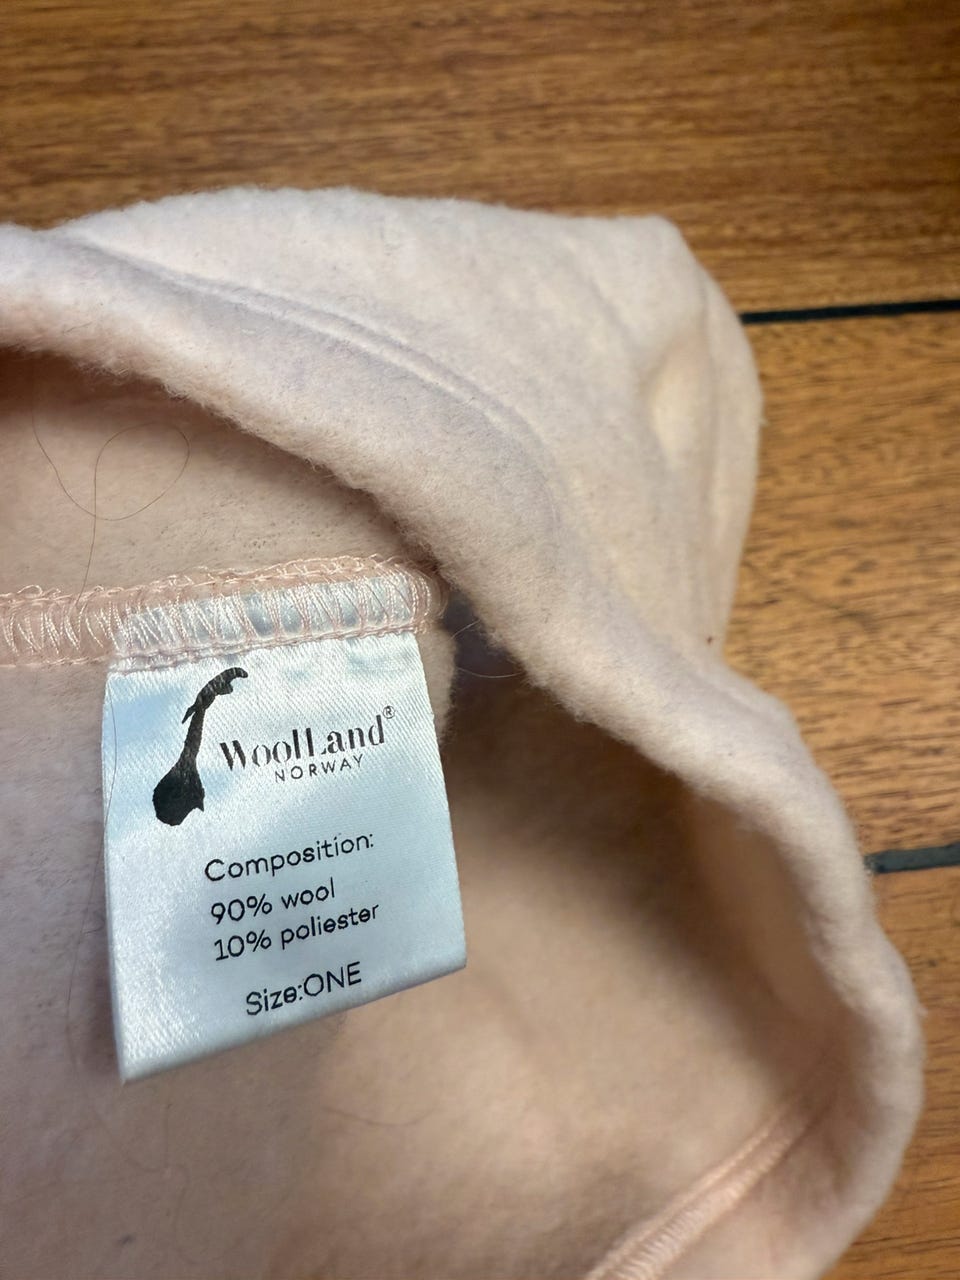 WoolLand®
NORWAY
Composition:
90% wool
10% poliester
Size:ONE